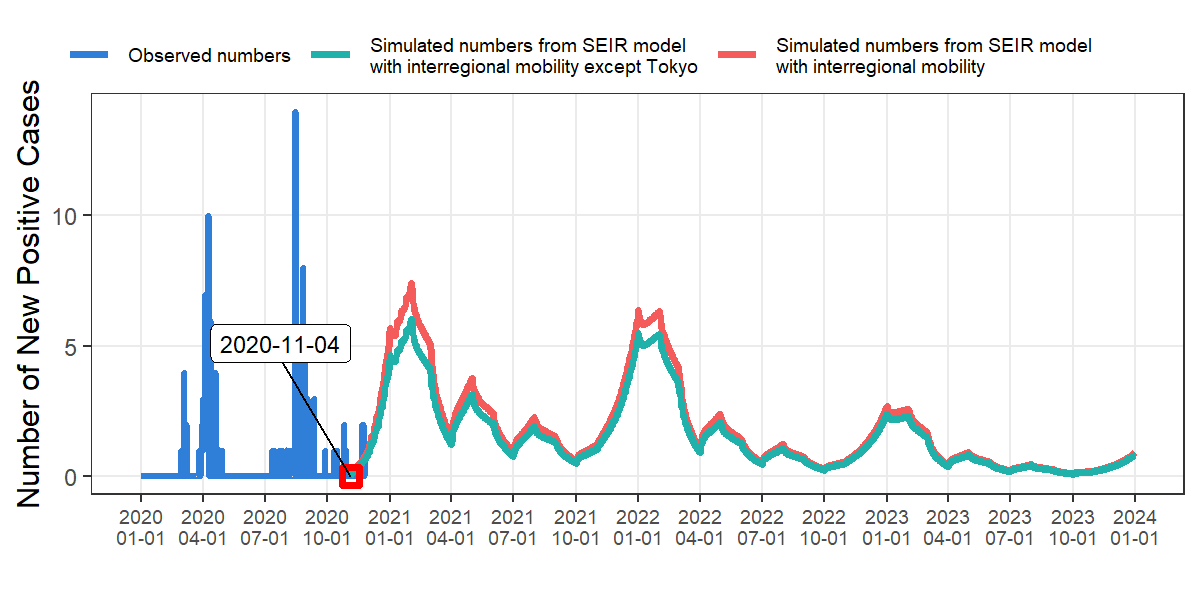 Observed numbers
Simulated numbers from SEIR model
with interregional mobility except Tokyo
Simulated numbers from SEIR model
with interregional mobility
Number of New Positive Cases
10
5
0
2020-11-04
2020 2020 2020 2020 2021 2021 2021 2021 2022 2022 2022 2022 2023 2023 2023 2023 2024
01-01 04-01 07-01 10-01 01-01 04-01 07-01 10-01 01-01 04-01 07-01 10-01 01-01 04-01 07-01 10-01 01-01